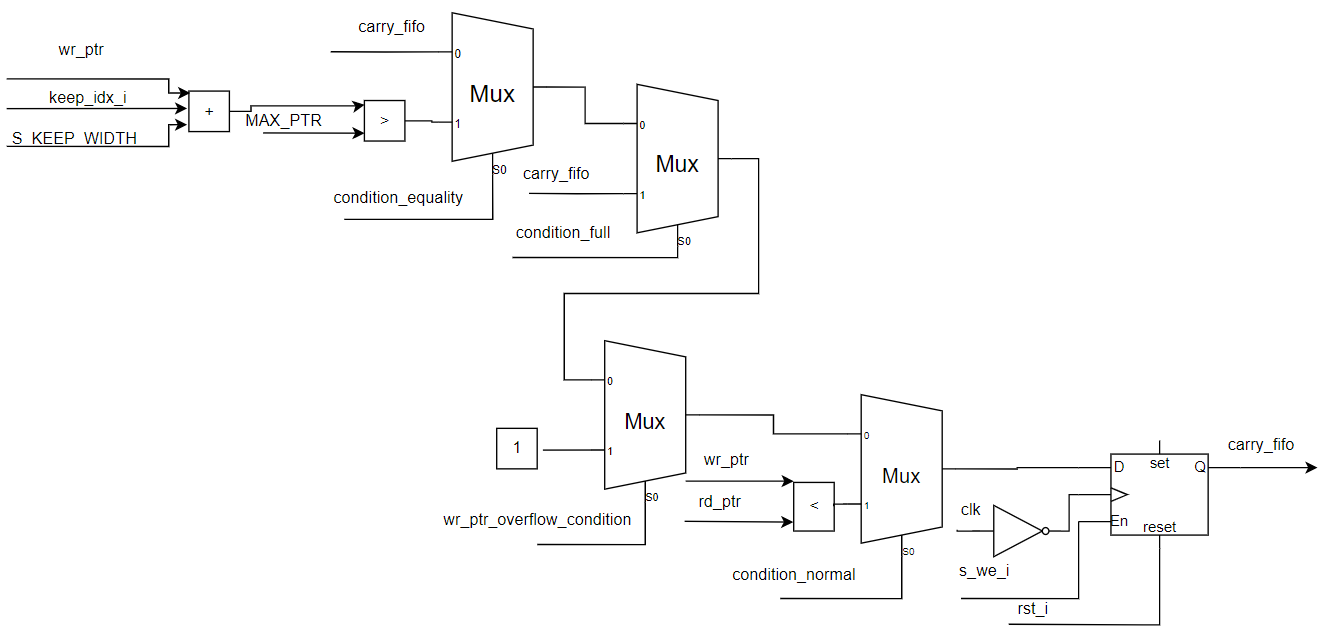 carry_fifo
wr_ptr
0
Mux
keep_idx_i
+
MAX_PTR
>
1
S_KEEP_WIDTH
S0
condition_equality
0
Mux
carry_fifo
1
condition_full
S0
0
Mux
1
1
S0
wr_ptr_overflow_condition
wr_ptr
rd_ptr
<
0
Mux
1
S0
condition_normal
D
set
Q
carry_fifo
clk
En
reset
s_we_i
rst_i